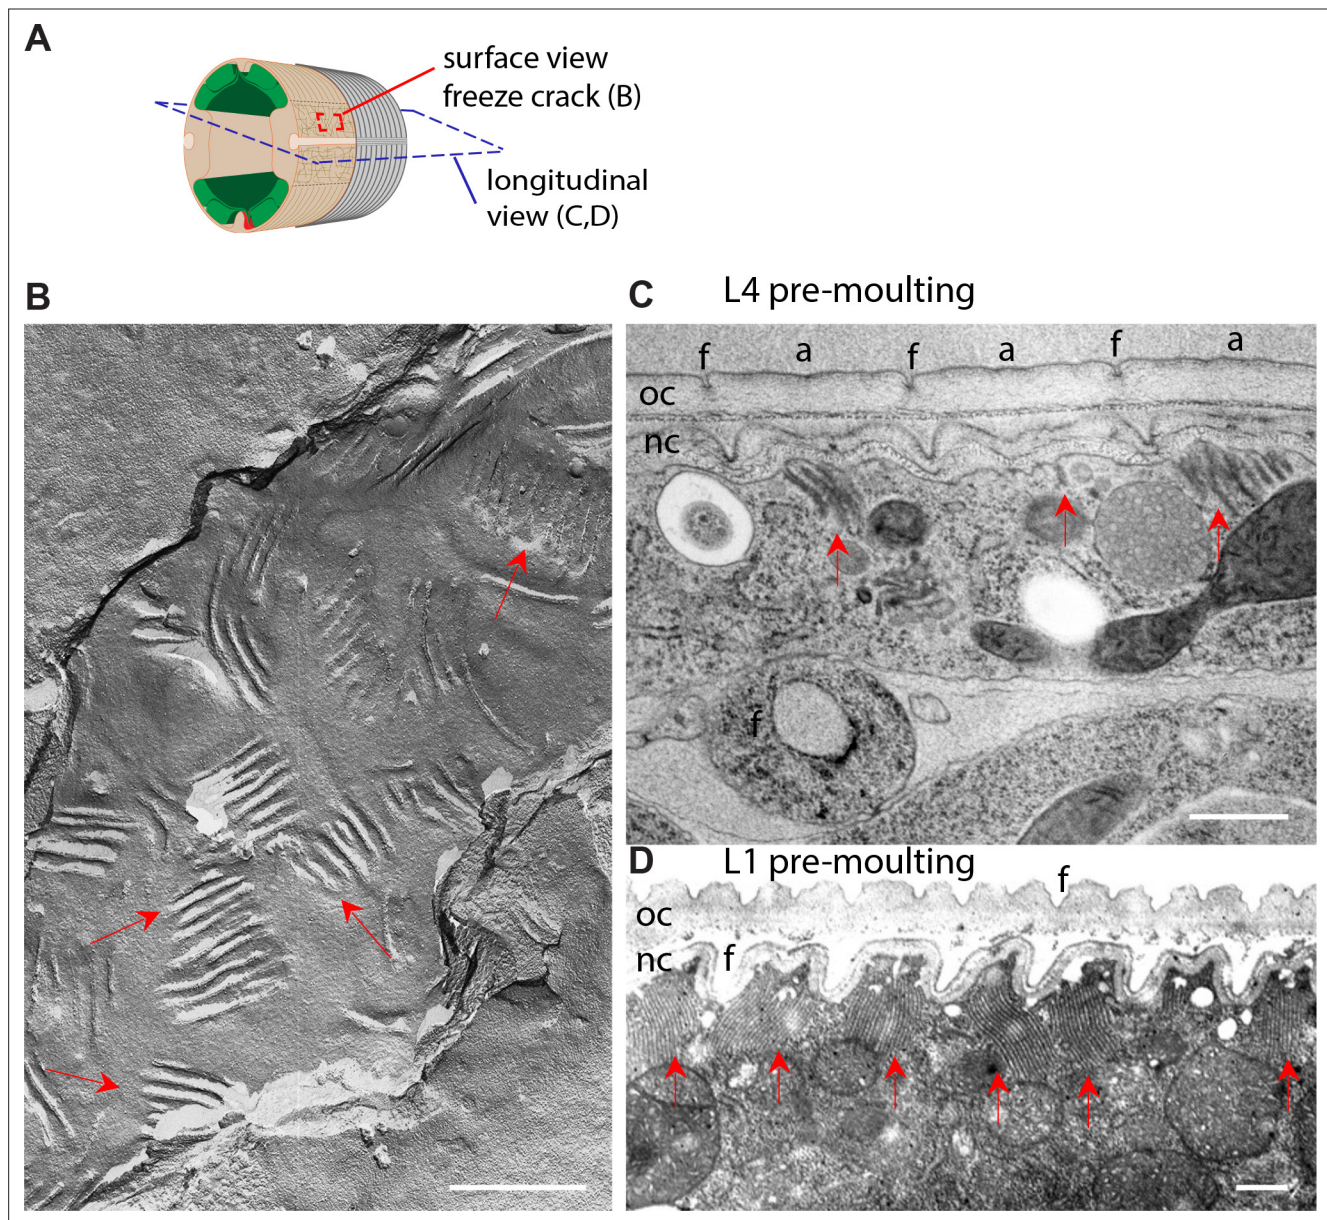 A
surface view
freeze crack (B)
longitudinal
view (C,D)
B
C
L4 pre-moulting
f
a
f
a
f
a
oc
nc
f
D
L1 pre-moulting
f
oc
nc
f